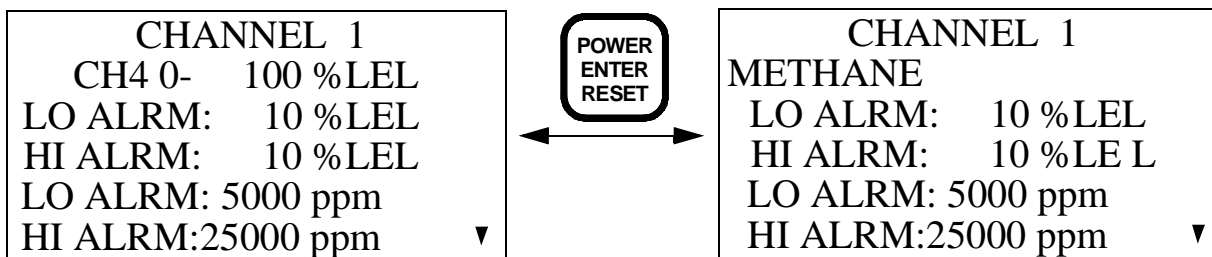 CHANNEL 1
CH4 0- 100 %LEL
LO ALRM: 10 %LEL
HI ALRM: 10 %LEL
LO ALRM: 5000 ppm
HI ALRM:25000 ppm
POWER
ENTER
RESET
CHANNEL 1
METHANE
LO ALRM: 10 %LEL
HI ALRM: 10 %LE L
LO ALRM: 5000 ppm
HI ALRM:25000 ppm